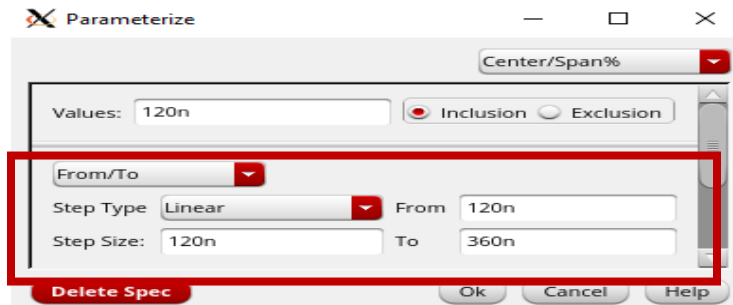 Parameterize
Center/Span%
Values: 120n Inclusion Exclusion
From/To
Step Type Linear From 120n
Step Size: 120n To 360n
Delete Spec Ok Cancel Help